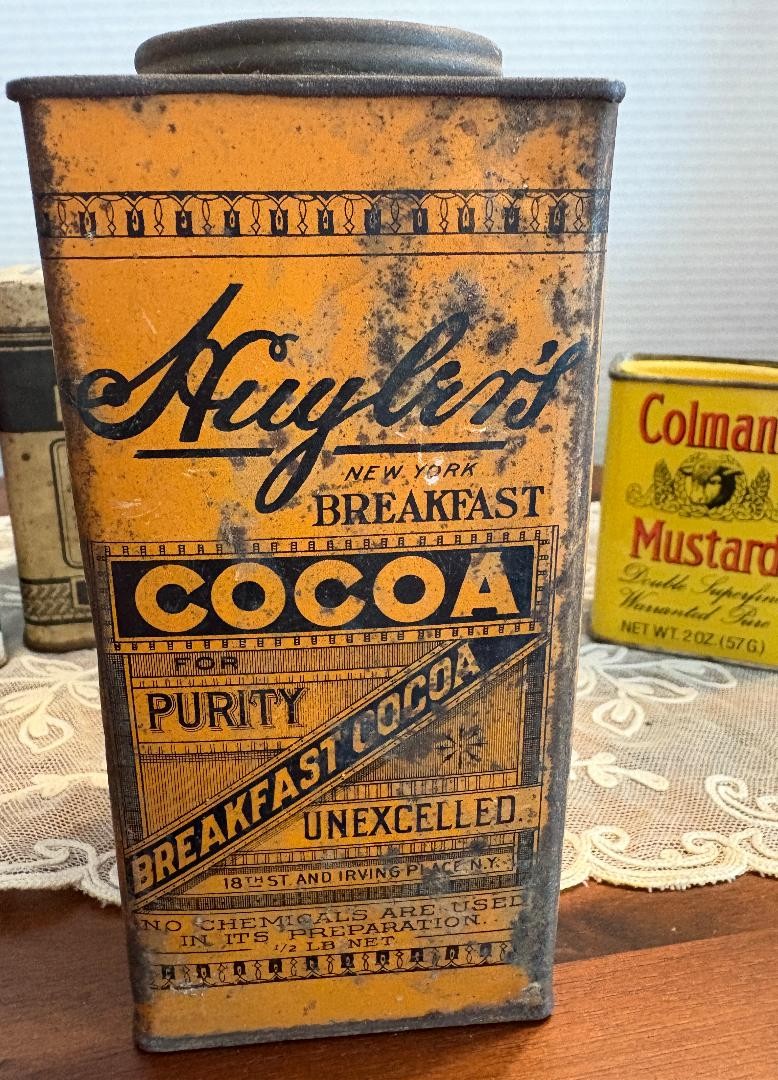 Huyler's
NEW YORK
BREAKFAST
COCOA
FOR
PURITY
BREAKFAST COCOA
UNEXCELLED.
18TH ST. AND IRVING PLACE, N.Y.
NO CHEMICALS ARE USED
IN ITS PREPARATION.
1/2 LB NET
Colman
Mustard
Double Superfine
Warranted Pure
NET WT. 2 OZ. (57 G.)